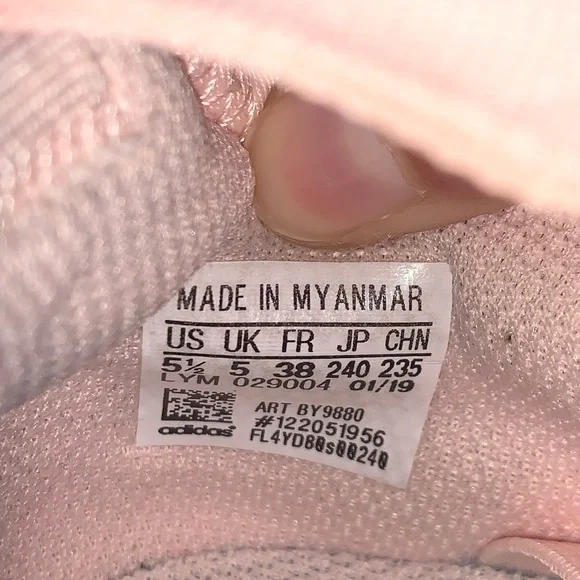 MADE IN MYANMAR
US UK FR JP CHN
5½ 5 38 240 235
LYM 029004 01/19
ART BY9880
#122051956
adidas
FL4YD80s00240